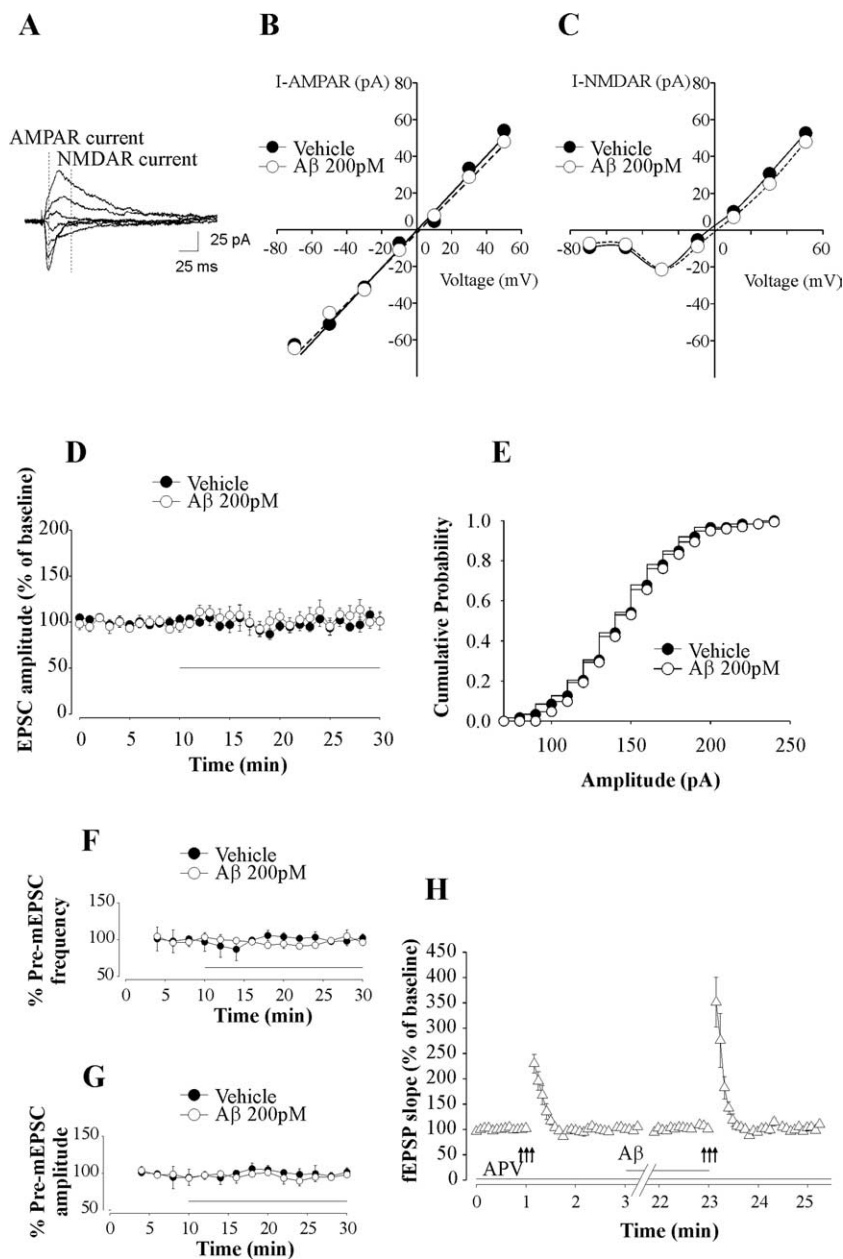 A
AMPAR current
NMDAR current
25 pA
25 ms
B
I-AMPAR (pA)
Vehicle
Aβ 200pM
80
60
40
20
0
-20
-40
-60
-80 -60 -40 -20 0 20 40 60
Voltage (mV)
C
I-NMDAR (pA)
Vehicle
Aβ 200pM
80
60
40
20
0
-20
-40
-60
-80 60
Voltage (mV)
D
Vehicle
Aβ 200pM
EPSC amplitude (% of baseline)
200
150
100
50
0
0 5 10 15 20 25 30
Time (min)
E
Cumulative Probability
1.0
0.8
0.6
0.4
0.2
0.0
Vehicle
Aβ 200pM
100 150 200 250
Amplitude (pA)
F
Vehicle
Aβ 200pM
% Pre-mEPSC
frequency
150
100
50
0 5 10 15 20 25 30
Time (min)
G
Vehicle
Aβ 200pM
% Pre-mEPSC
amplitude
150
100
50
0 5 10 15 20 25 30
Time (min)
H
fEPSP slope (% of baseline)
450
400
350
300
250
200
150
100
50
0
APV
Aβ
0 1 2 3 22 23 24 25
Time (min)